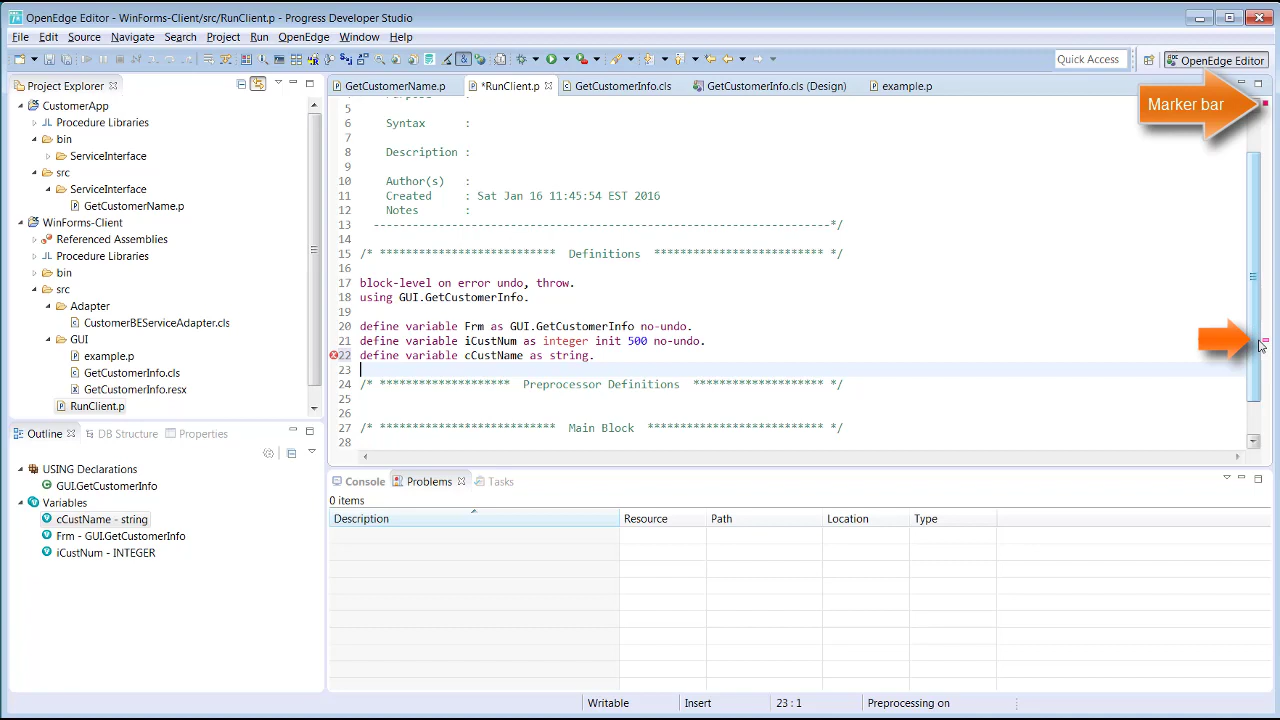 OpenEdge Editor - WinForms-Client/src/RunClient.p - Progress Developer Studio
File Edit Source Navigate Search Project Run OpenEdge Window Help
Quick Access
OpenEdge Editor
Project Explorer
CustomerApp
Procedure Libraries
bin
ServiceInterface
src
ServiceInterface
GetCustomerName.p
WinForms-Client
Referenced Assemblies
Procedure Libraries
bin
src
Adapter
CustomerBEServiceAdapter.cls
GUI
example.p
GetCustomerInfo.cls
GetCustomerInfo.resx
RunClient.p
GetCustomerName.p *RunClient.p GetCustomerInfo.cls GetCustomerInfo.cls (Design) example.p
Marker bar
5
6 Syntax :
7
8 Description :
9
10 Author(s) :
11 Created : Sat Jan 16 11:45:54 EST 2016
12 Notes :
13 ----------------------------------------------------------------------*/
14
15 /* *************************** Definitions ************************** */
16
17 block-level on error undo, throw.
18 using GUI.GetCustomerInfo.
19
20 define variable Frm as GUI.GetCustomerInfo no-undo.
21 define variable iCustNum as integer init 500 no-undo.
22 define variable cCustName as string.
23
24 /* ******************** Preprocessor Definitions ******************** */
25
26
27 /* *************************** Main Block *************************** */
28
Outline DB Structure Properties
USING Declarations
GUI.GetCustomerInfo
Variables
cCustName - string
Frm - GUI.GetCustomerInfo
iCustNum - INTEGER
Console Problems Tasks
0 items
Description Resource Path Location Type
Writable Insert 23 : 1 Preprocessing on